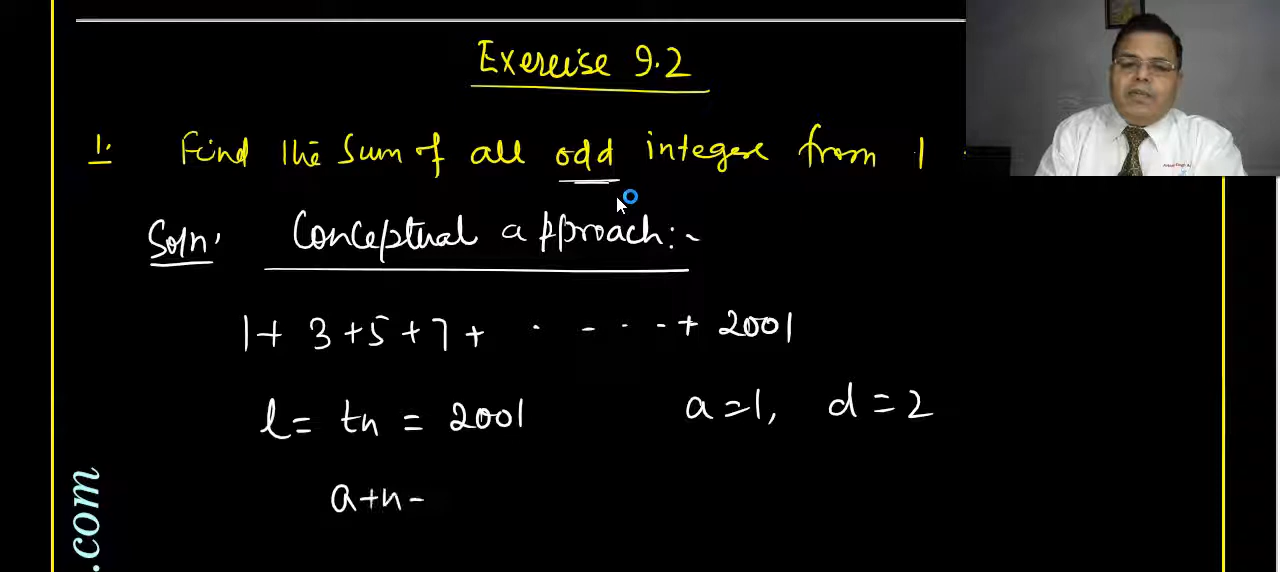 Exercise 9.2
1. Find the sum of all odd integers from 1
Soln. Conceptual approach:-
1 + 3 + 5 + 7 + . - . . - + 2001
l = tn = 2001 a = 1, d = 2
a + n -
.com